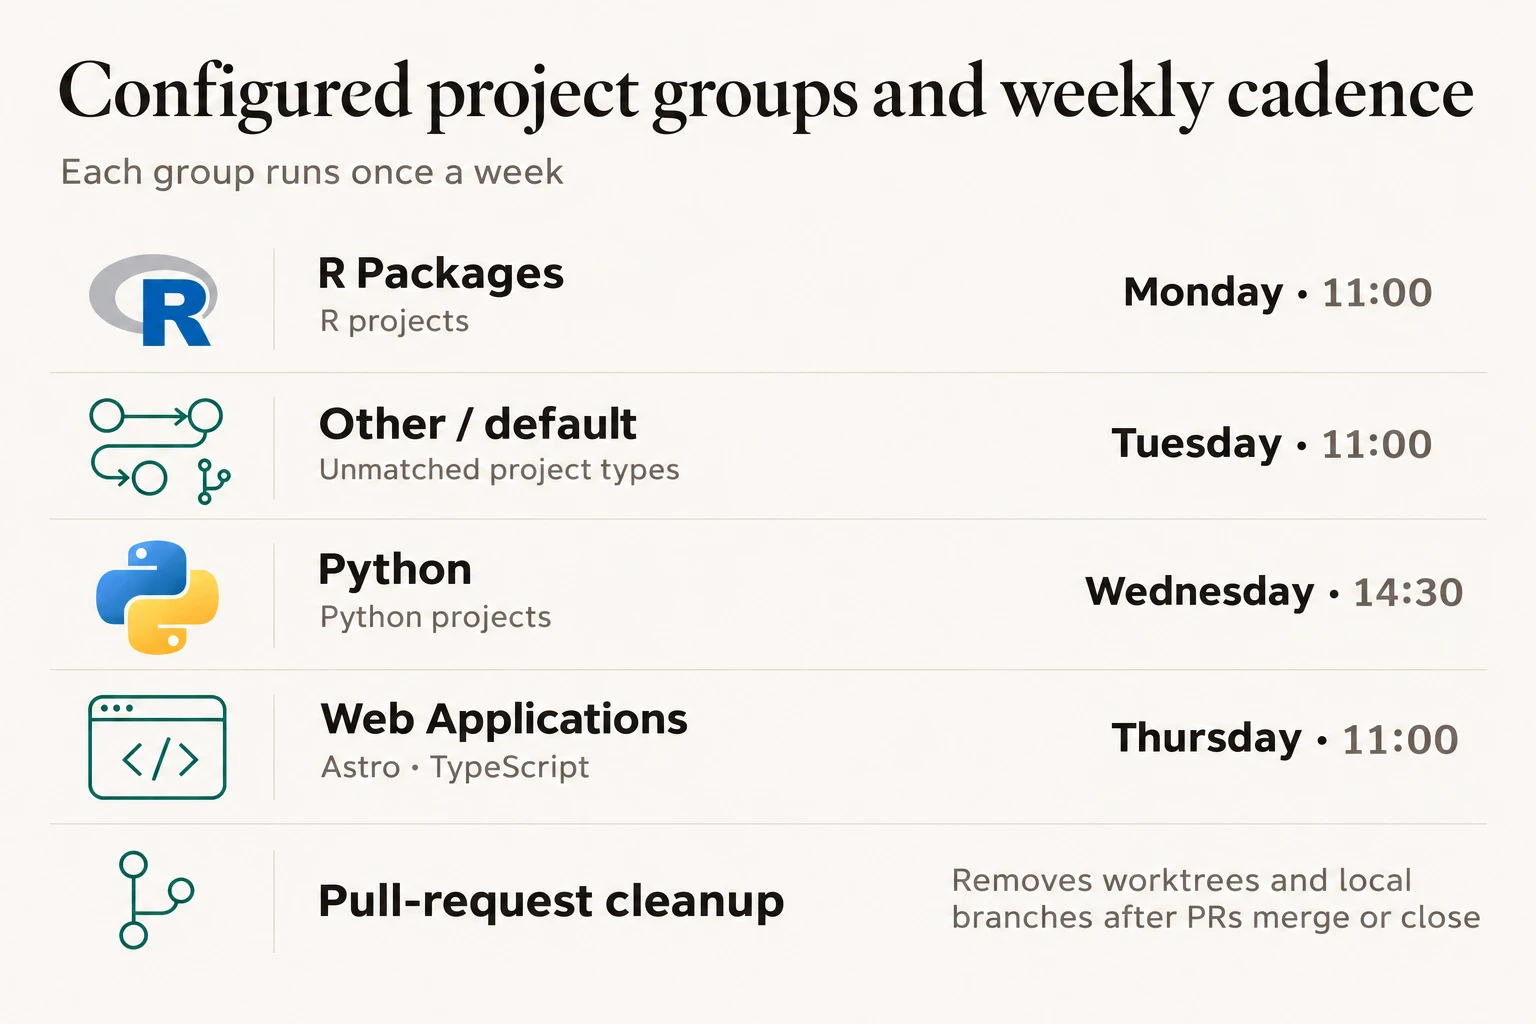 Configured project groups and weekly cadence
Each group runs once a week
R
R Packages
R projects
Monday • 11:00
Other / default
Unmatched project types
Tuesday • 11:00
Python
Python projects
Wednesday • 14:30
</>
Web Applications
Astro • TypeScript
Thursday • 11:00
Pull-request cleanup
Removes worktrees and local
branches after PRs merge or close